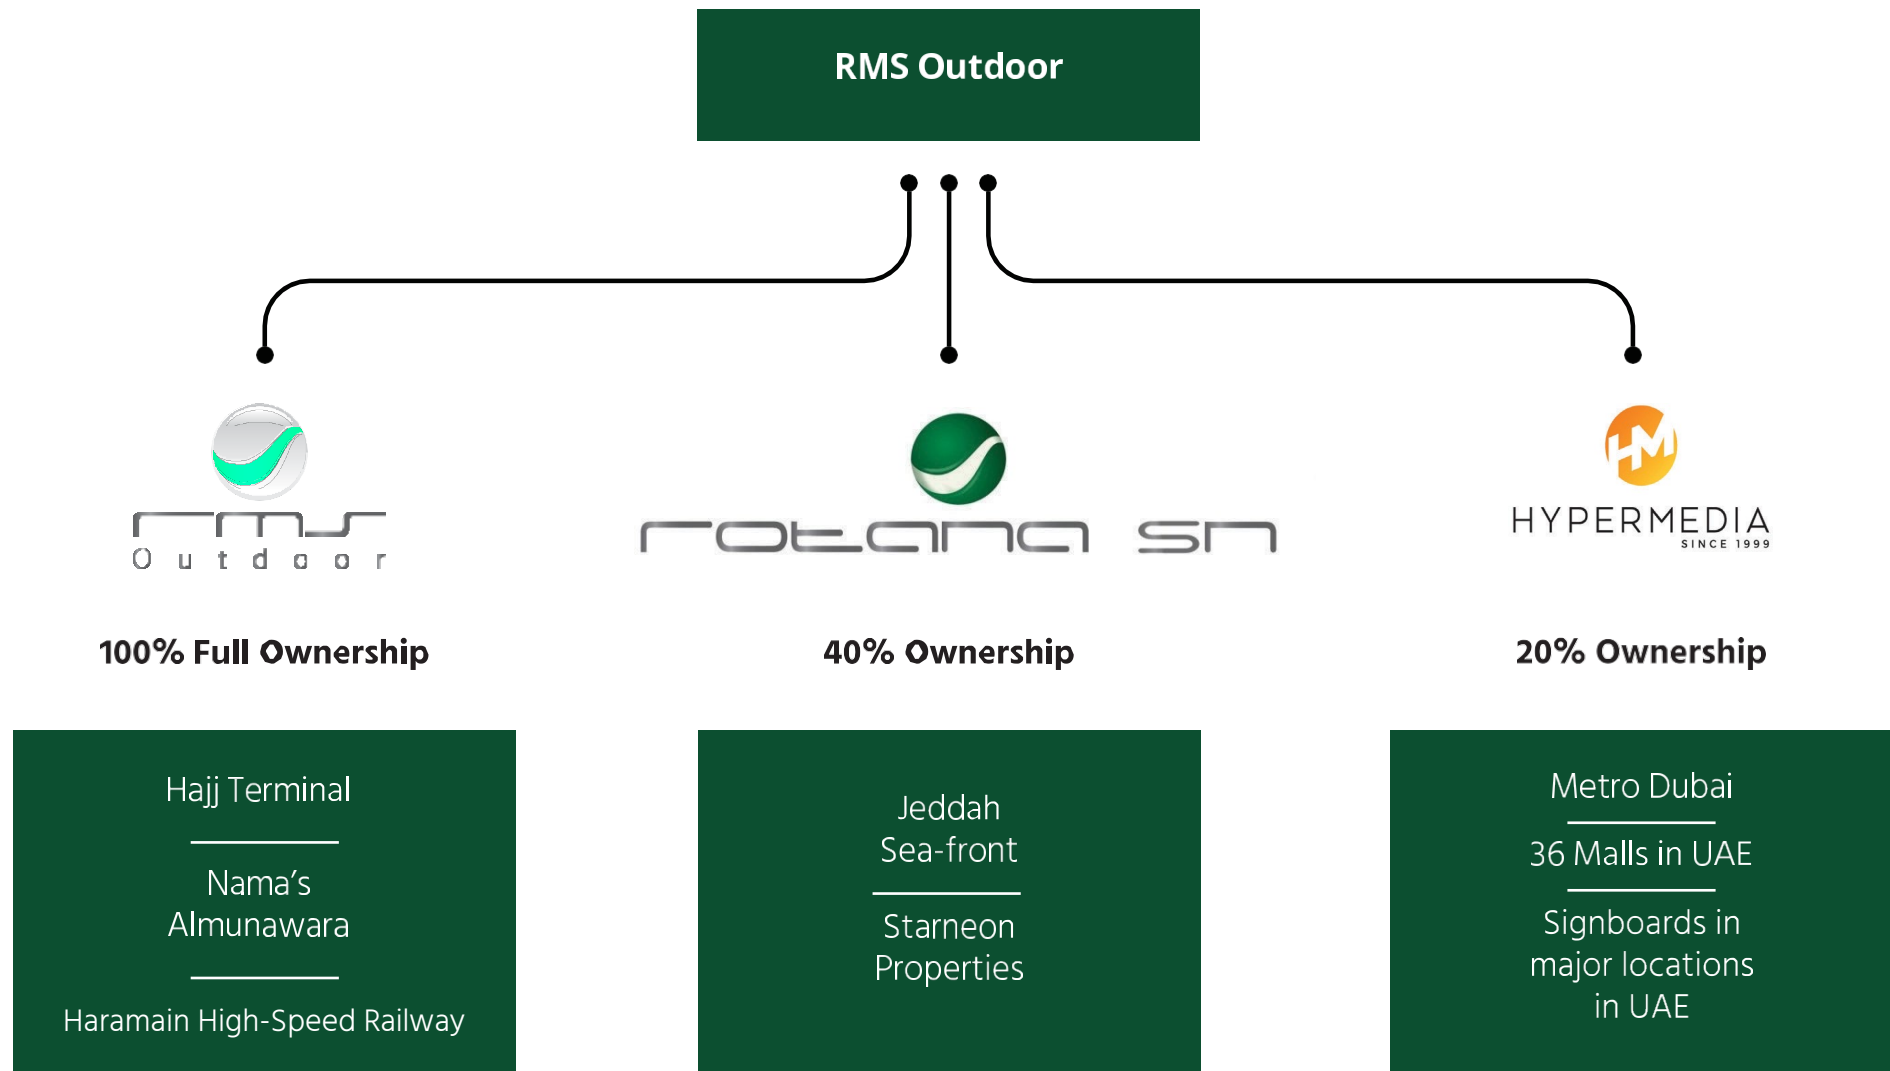 RMS Outdoor
rms
Outdoor
100% Full Ownership
Hajj Terminal
Nama’s
Almunawara
Haramain High-Speed Railway
rotana sn
40% Ownership
Jeddah
Sea-front
Starneon
Properties
HM
HYPERMEDIA
SINCE 1999
20% Ownership
Metro Dubai
36 Malls in UAE
Signboards in
major locations
in UAE